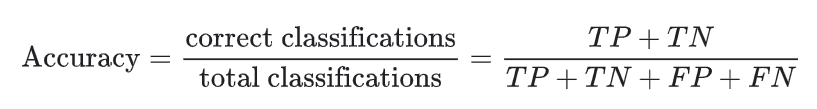 Accuracy = correct classifications / total classifications = TP + TN / TP + TN + FP + FN